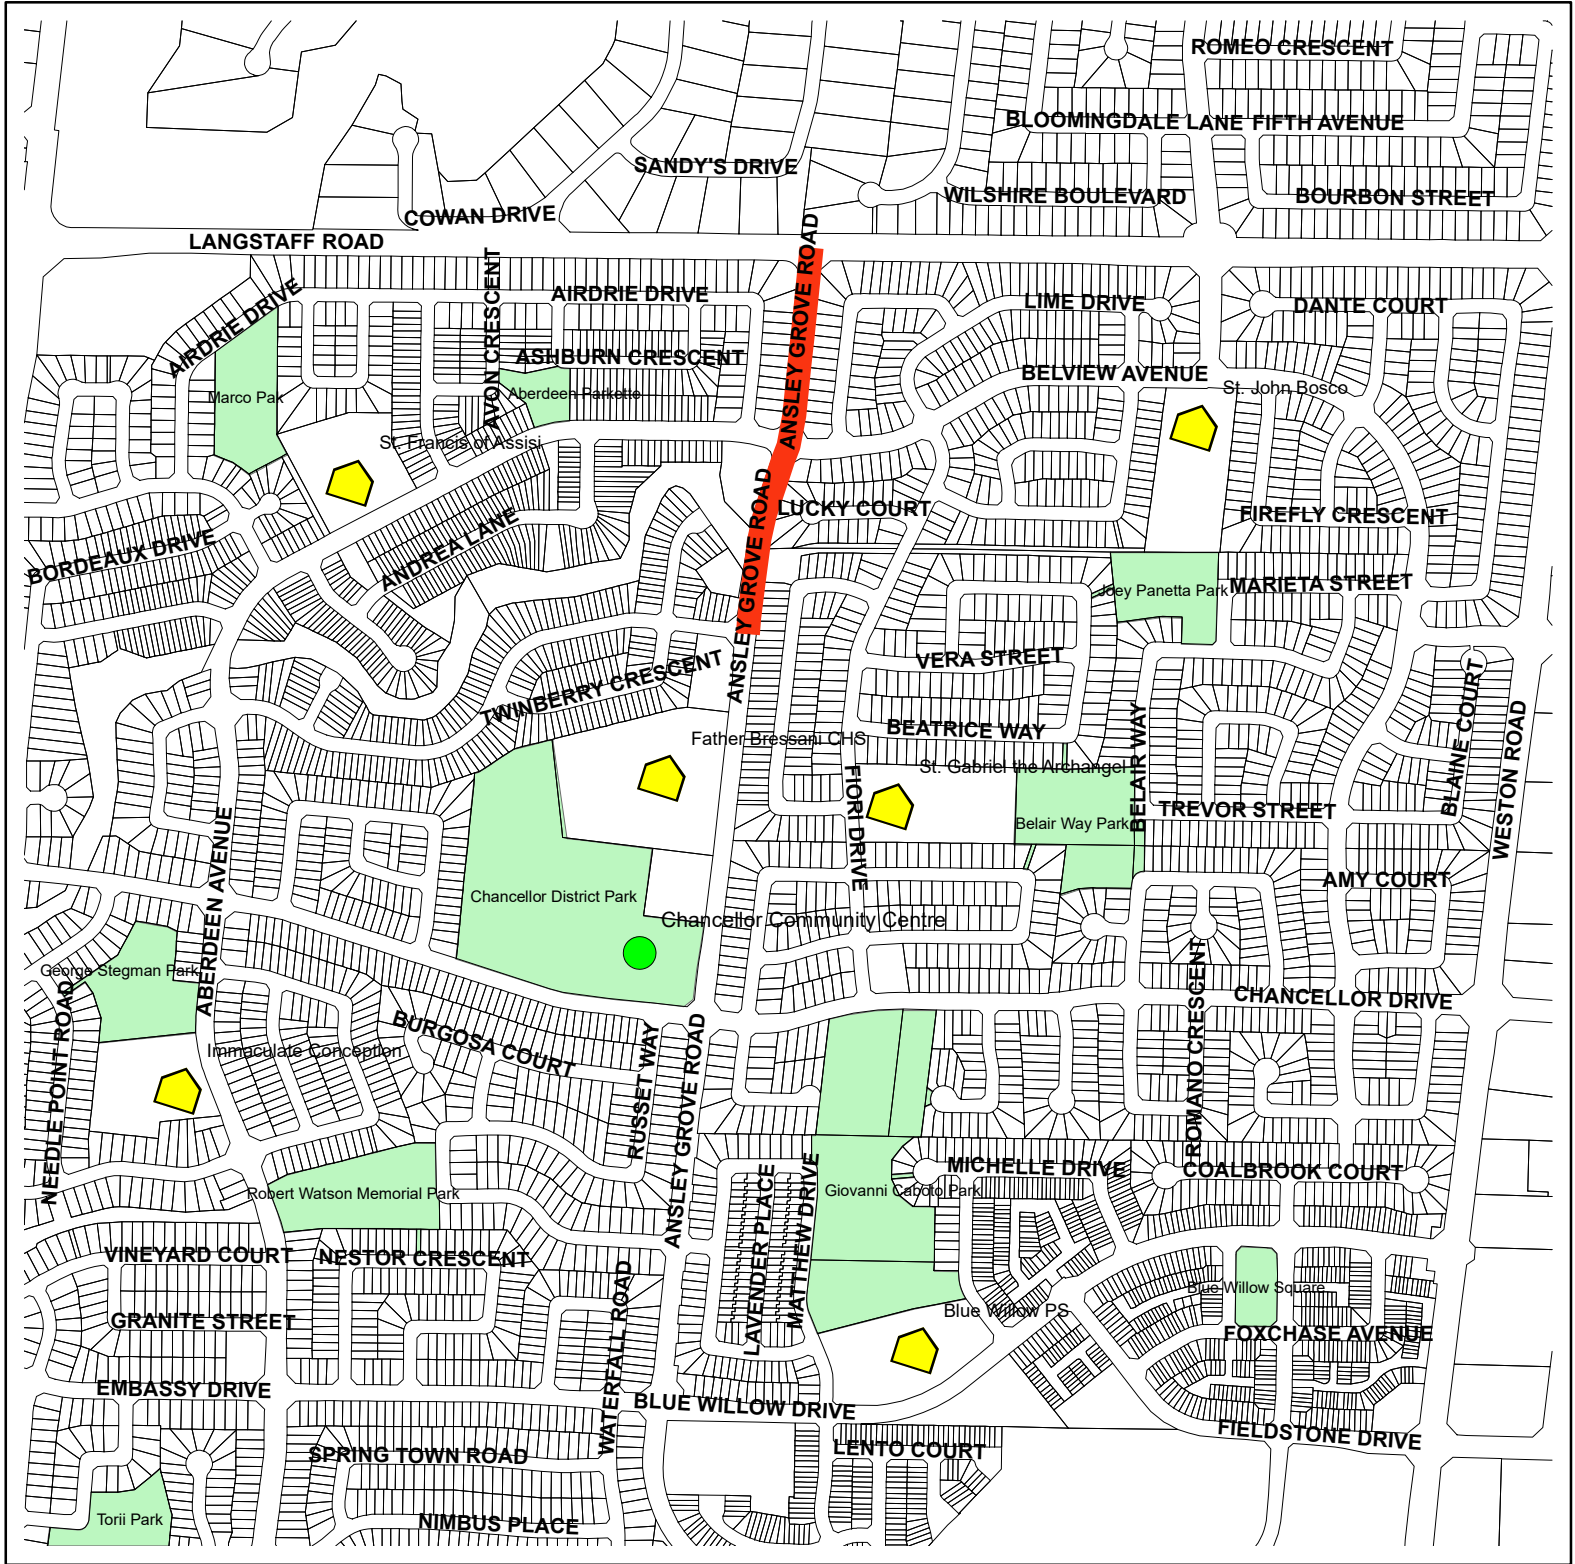 ROMEO CRESCENT
BLOOMINGDALE LANE
FIFTH AVENUE
SANDY'S DRIVE
WILSHIRE BOULEVARD
BOURBON STREET
COWAN DRIVE
LANGSTAFF ROAD
ANSLEY GROVE ROAD
AVON CRESCENT
AIRDRIE DRIVE
AIRDRIE DRIVE
LIME DRIVE
DANTE COURT
ASHBURN CRESCENT
BELVIEW AVENUE
St. John Bosco
Marco Pak
Aberdeen Parkette
ANSLEY GROVE ROAD
St. Francis of Assisi
LUCKY COURT
FIREFLY CRESCENT
BORDEAUX DRIVE
ANDREA LANE
Joey Panetta Park
MARIETA STREET
ANSLEY GROVE ROAD
VERA STREET
TWINBERRY CRESCENT
BLAINE COURT
BEATRICE WAY
Father Bressani CHS
St. Gabriel the Archangel
BELAIR WAY
WESTON ROAD
FIORI DRIVE
TREVOR STREET
Belair Way Park
ABERDEEN AVENUE
AMY COURT
Chancellor District Park
Chancellor Community Centre
George Stegman Park
CHANCELLOR DRIVE
ROMANO CRESCENT
NEEDLE POINT ROAD
BURGOSA COURT
Immaculate Conception
RUSSET WAY
ANSLEY GROVE ROAD
MICHELLE DRIVE
COALBROOK COURT
Robert Watson Memorial Park
Giovanni Caboto Park
LAVENDER PLACE
MATTHEW DRIVE
VINEYARD COURT
NESTOR CRESCENT
Blue Willow Square
Blue Willow PS
GRANITE STREET
FOXCHASE AVENUE
WATERFALL ROAD
EMBASSY DRIVE
BLUE WILLOW DRIVE
FIELDSTONE DRIVE
SPRING TOWN ROAD
LENTO COURT
Torii Park
NIMBUS PLACE